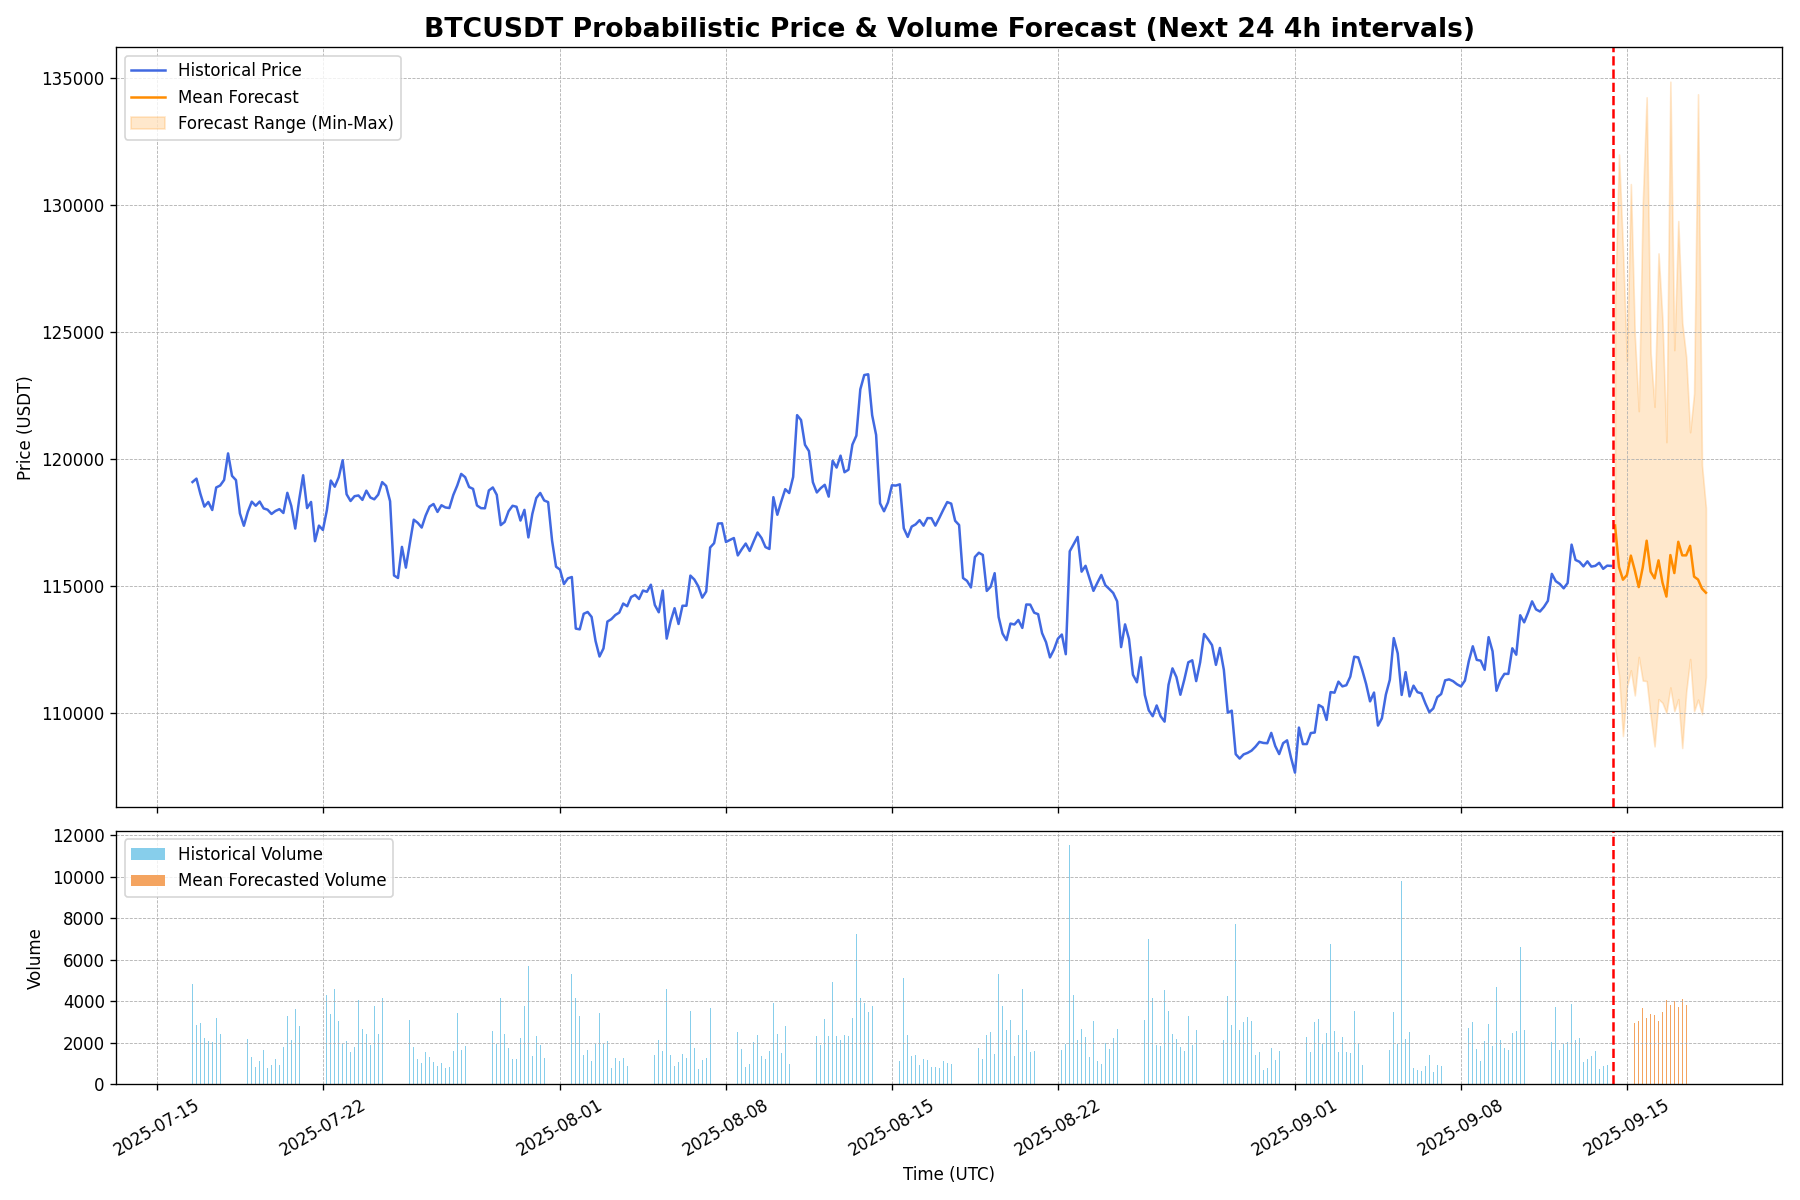 BTCUSDT Probabilistic Price & Volume Forecast (Next 24 4h intervals)
Historical Price
Mean Forecast
Forecast Range (Min-Max)
135000
130000
125000
120000
115000
110000
Price (USDT)
Historical Volume
Mean Forecasted Volume
12000
10000
8000
6000
4000
2000
0
Volume
2025-07-15
2025-07-22
2025-08-01
2025-08-08
2025-08-15
2025-08-22
2025-09-01
2025-09-08
2025-09-15
Time (UTC)